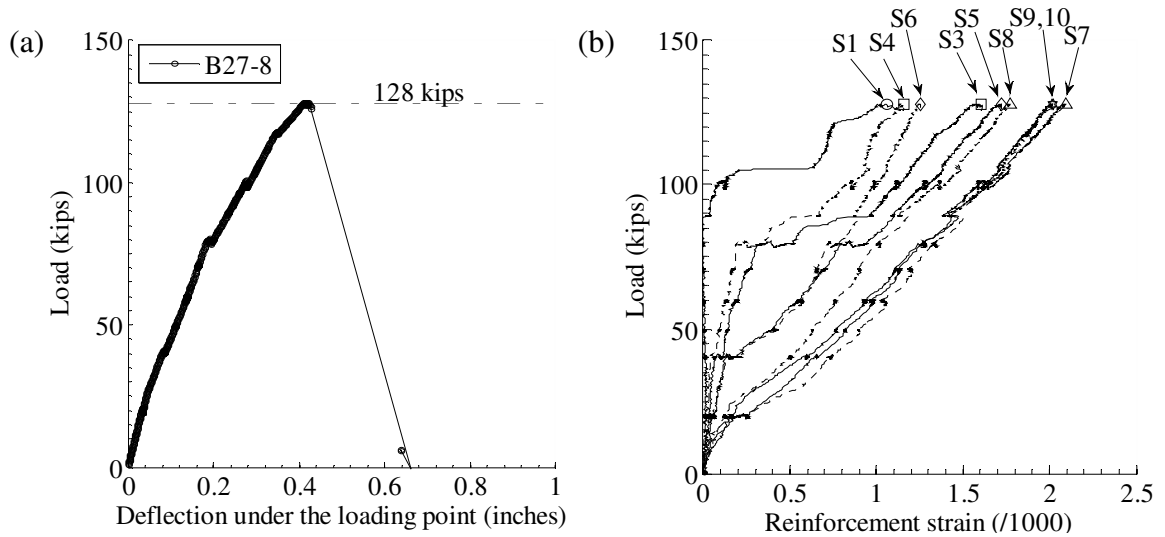 (a)
150
100
50
0
Load (kips)
B27-8
128 kips
0
0.2
0.4
0.6
0.8
1
Deflection under the loading point (inches)
(b)
150
100
50
0
Load (kips)
S6
S5
S9,10
S1
S4
S3
S8
S7
0
0.5
1
1.5
2
2.5
Reinforcement strain (/1000)